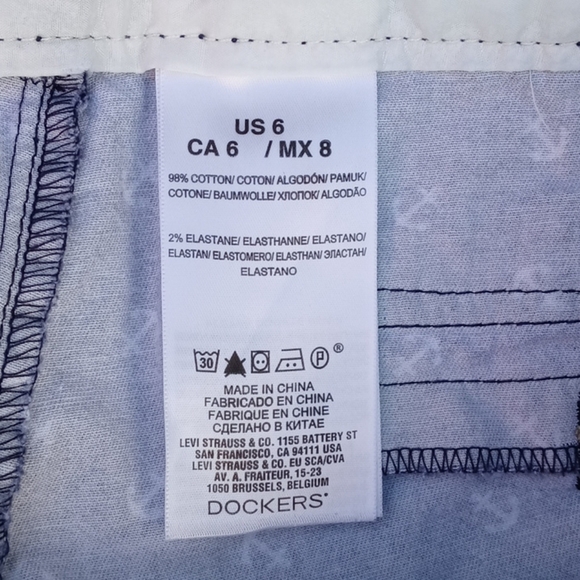 US 6
CA 6 / MX 8
98% COTTON/ COTON/ ALGODÓN/ PAMUK/
COTONE/ BAUMWOLLE/ ХЛОПОК/ ALGODÃO
2% ELASTANE/ ELASTHANNE/ ELASTANO/
ELASTAN/ ELASTOMERO/ ELASTHAN/ ЭЛАСТАН/
ELASTANO
30 P ®
MADE IN CHINA
FABRICADO EN CHINA
FABRIQUE EN CHINE
СДЕЛАНО В КИТАЕ
LEVI STRAUSS & CO. 1155 BATTERY ST
SAN FRANCISCO, CA 94111 USA
LEVI STRAUSS & CO. EU SCA/CVA
AV. A. FRAITEUR, 15-23
1050 BRUSSELS, BELGIUM
DOCKERS®